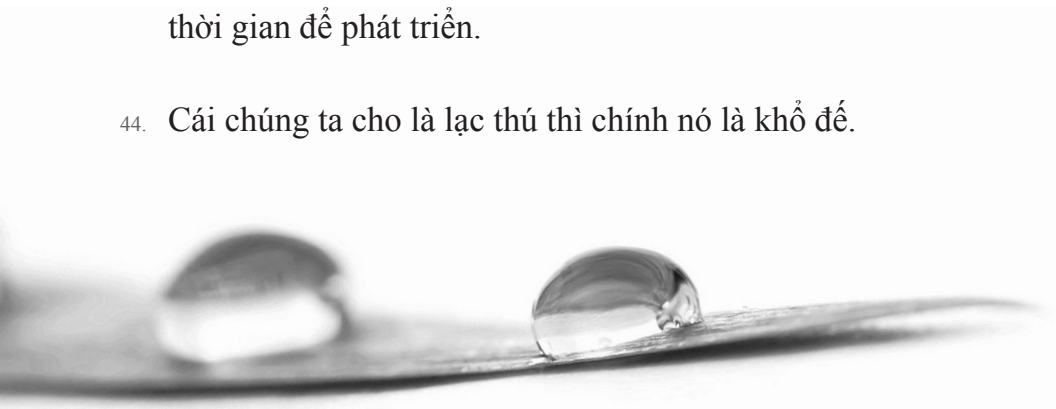 thời gian để phát triển.
44. Cái chúng ta cho là lạc thú thì chính nó là khổ đế.